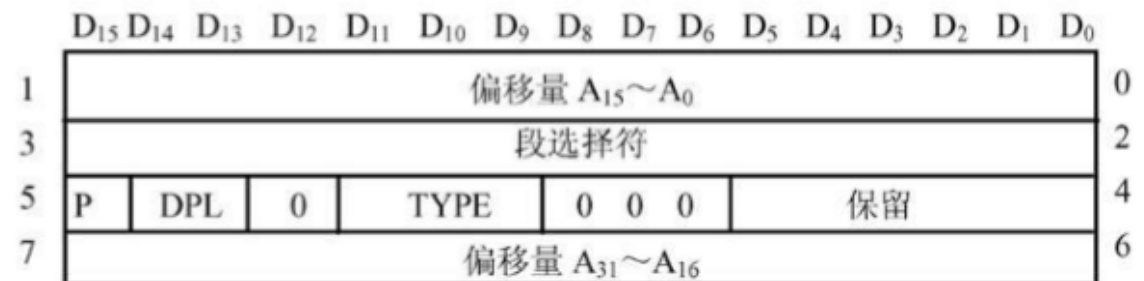 D₁₅ D₁₄ D₁₃ D₁₂ D₁₁ D₁₀ D₉ D₈ D₇ D₆ D₅ D₄ D₃ D₂ D₁ D₀
1 偏移量 A₁₅～A₀ 0
3 段选择符 2
5 P DPL 0 TYPE 0 0 0 保留 4
7 偏移量 A₃₁～A₁₆ 6